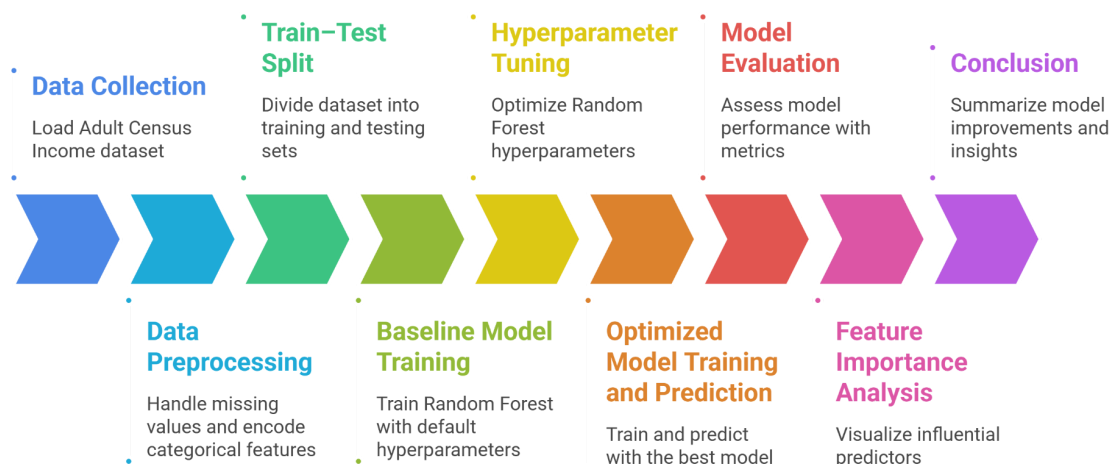 Data Collection
Load Adult Census
Income dataset
Data
Preprocessing
Handle missing
values and encode
categorical features
Train–Test
Split
Divide dataset into
training and testing
sets
Baseline Model
Training
Train Random Forest
with default
hyperparameters
Hyperparameter
Tuning
Optimize Random
Forest
hyperparameters
Optimized
Model Training
and Prediction
Train and predict
with the best model
Model
Evaluation
Assess model
performance with
metrics
Feature
Importance
Analysis
Visualize influential
predictors
Conclusion
Summarize model
improvements and
insights